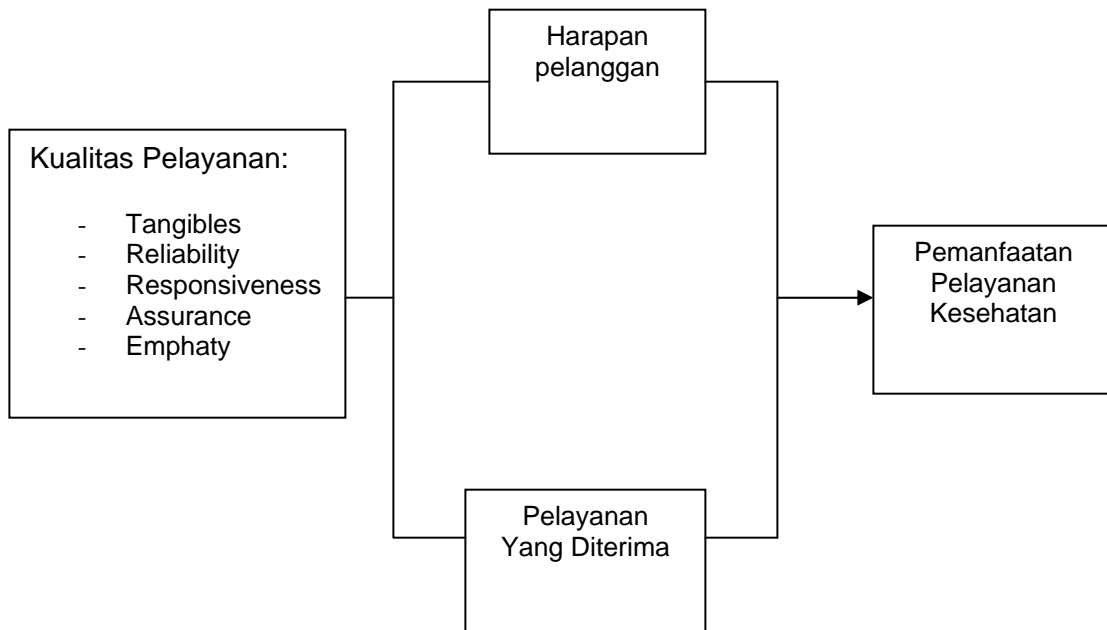 Harapan
pelanggan
Kualitas Pelayanan:
- Tangibles
- Reliability
- Responsiveness
- Assurance
- Emphaty
Pemanfaatan
Pelayanan
Kesehatan
Pelayanan
Yang Diterima